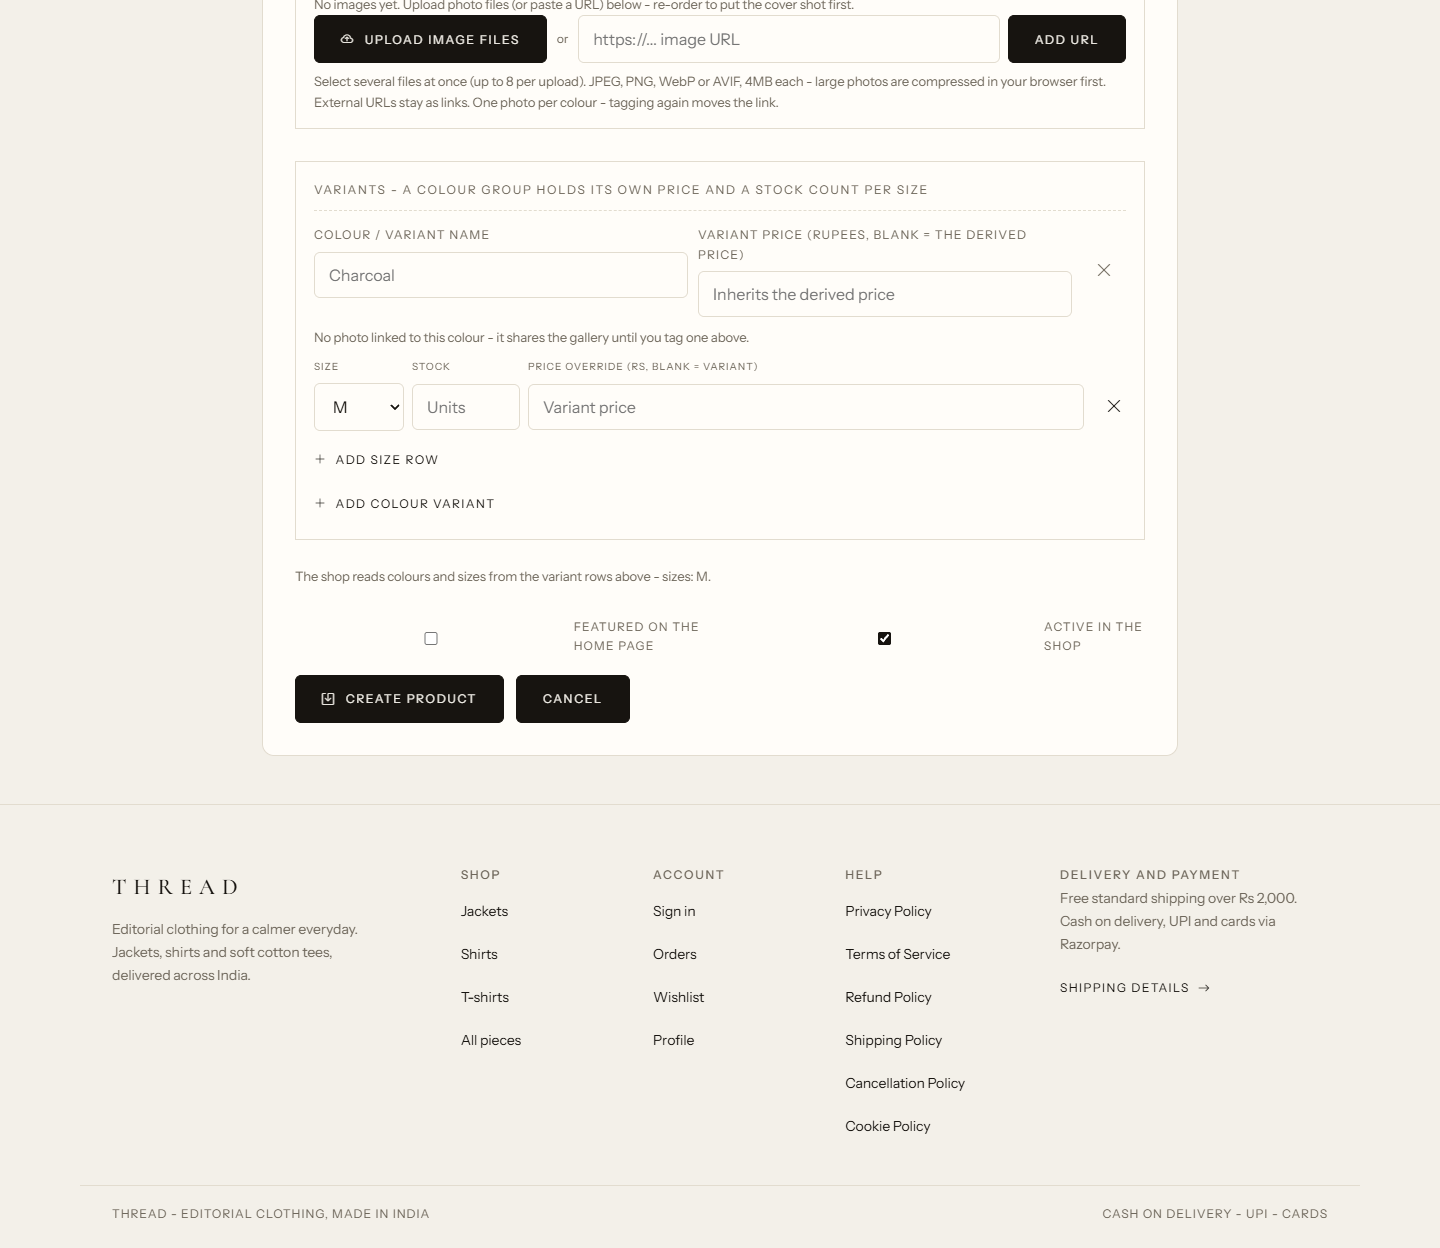 No images yet. Upload photo files (or paste a URL) below - re-order to put the cover shot first.
UPLOAD IMAGE FILES
or
https://... image URL
ADD URL
Select several files at once (up to 8 per upload). JPEG, PNG, WebP or AVIF, 4MB each - large photos are compressed in your browser first.
External URLs stay as links. One photo per colour - tagging again moves the link.
VARIANTS - A COLOUR GROUP HOLDS ITS OWN PRICE AND A STOCK COUNT PER SIZE
COLOUR / VARIANT NAME
Charcoal
VARIANT PRICE (RUPEES, BLANK = THE DERIVED
PRICE)
Inherits the derived price
No photo linked to this colour - it shares the gallery until you tag one above.
SIZE
STOCK
PRICE OVERRIDE (RS, BLANK = VARIANT)
M
Units
Variant price
ADD SIZE ROW
ADD COLOUR VARIANT
The shop reads colours and sizes from the variant rows above - sizes: M.
FEATURED ON THE
HOME PAGE
ACTIVE IN THE
SHOP
CREATE PRODUCT
CANCEL
THREAD
Editorial clothing for a calmer everyday.
Jackets, shirts and soft cotton tees,
delivered across India.
SHOP
Jackets
Shirts
T-shirts
All pieces
ACCOUNT
Sign in
Orders
Wishlist
Profile
HELP
Privacy Policy
Terms of Service
Refund Policy
Shipping Policy
Cancellation Policy
Cookie Policy
DELIVERY AND PAYMENT
Free standard shipping over Rs 2,000.
Cash on delivery, UPI and cards via
Razorpay.
SHIPPING DETAILS →
THREAD - EDITORIAL CLOTHING, MADE IN INDIA
CASH ON DELIVERY - UPI - CARDS